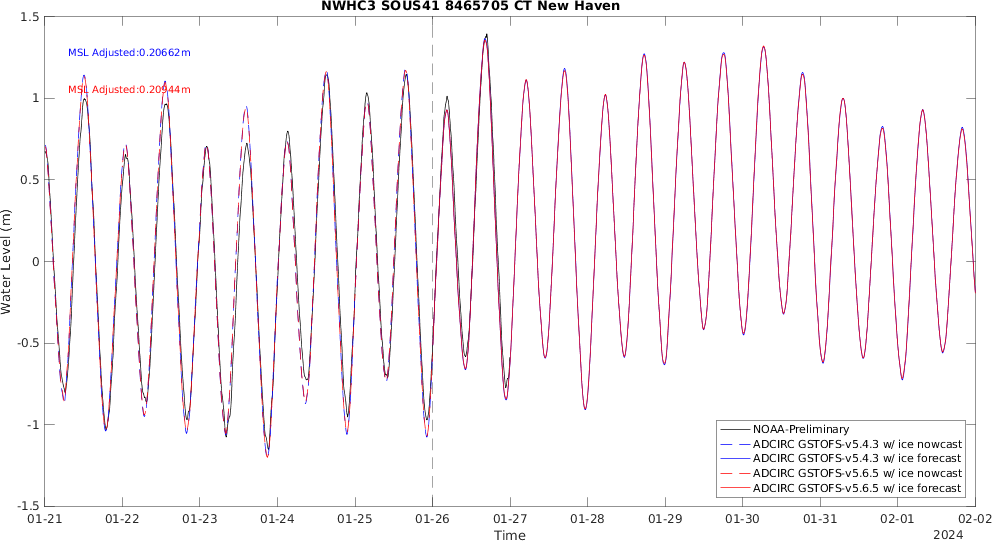 NWHC3 SOUS41 8465705 CT New Haven
MSL Adjusted:0.20662m
MSL Adjusted:0.20944m
Water Level (m)
1.5
1
0.5
0
-0.5
-1
-1.5
NOAA-Preliminary
ADCIRC GSTOFS-v5.4.3 w/ ice nowcast
ADCIRC GSTOFS-v5.4.3 w/ ice forecast
ADCIRC GSTOFS-v5.6.5 w/ ice nowcast
ADCIRC GSTOFS-v5.6.5 w/ ice forecast
01-21 01-22 01-23 01-24 01-25 01-26 01-27 01-28 01-29 01-30 01-31 02-01 02-02
Time
2024